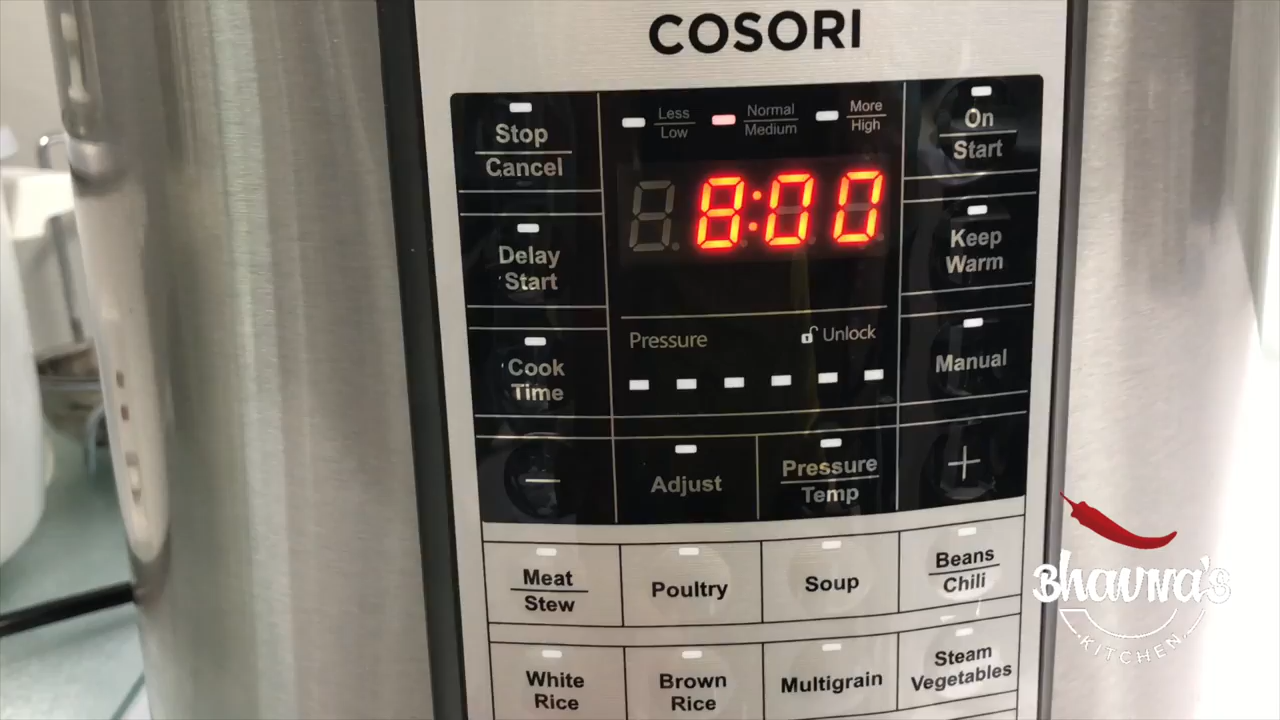 COSORI
Stop
Cancel
Less
Low
Normal
Medium
More
High
On
Start
8:00
Delay
Start
Keep
Warm
Pressure
Unlock
Cook
Time
Manual
−
Adjust
Pressure
Temp
+
Meat
Stew
Poultry
Soup
Beans
Chili
White
Rice
Brown
Rice
Multigrain
Steam
Vegetables
Bhavna's
KITCHEN